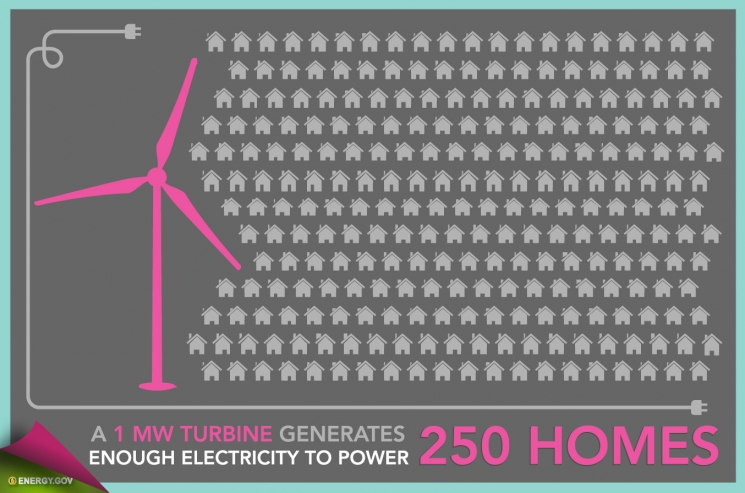 A 1 MW TURBINE GENERATES
ENOUGH ELECTRICITY TO POWER
250 HOMES
ENERGY.GOV